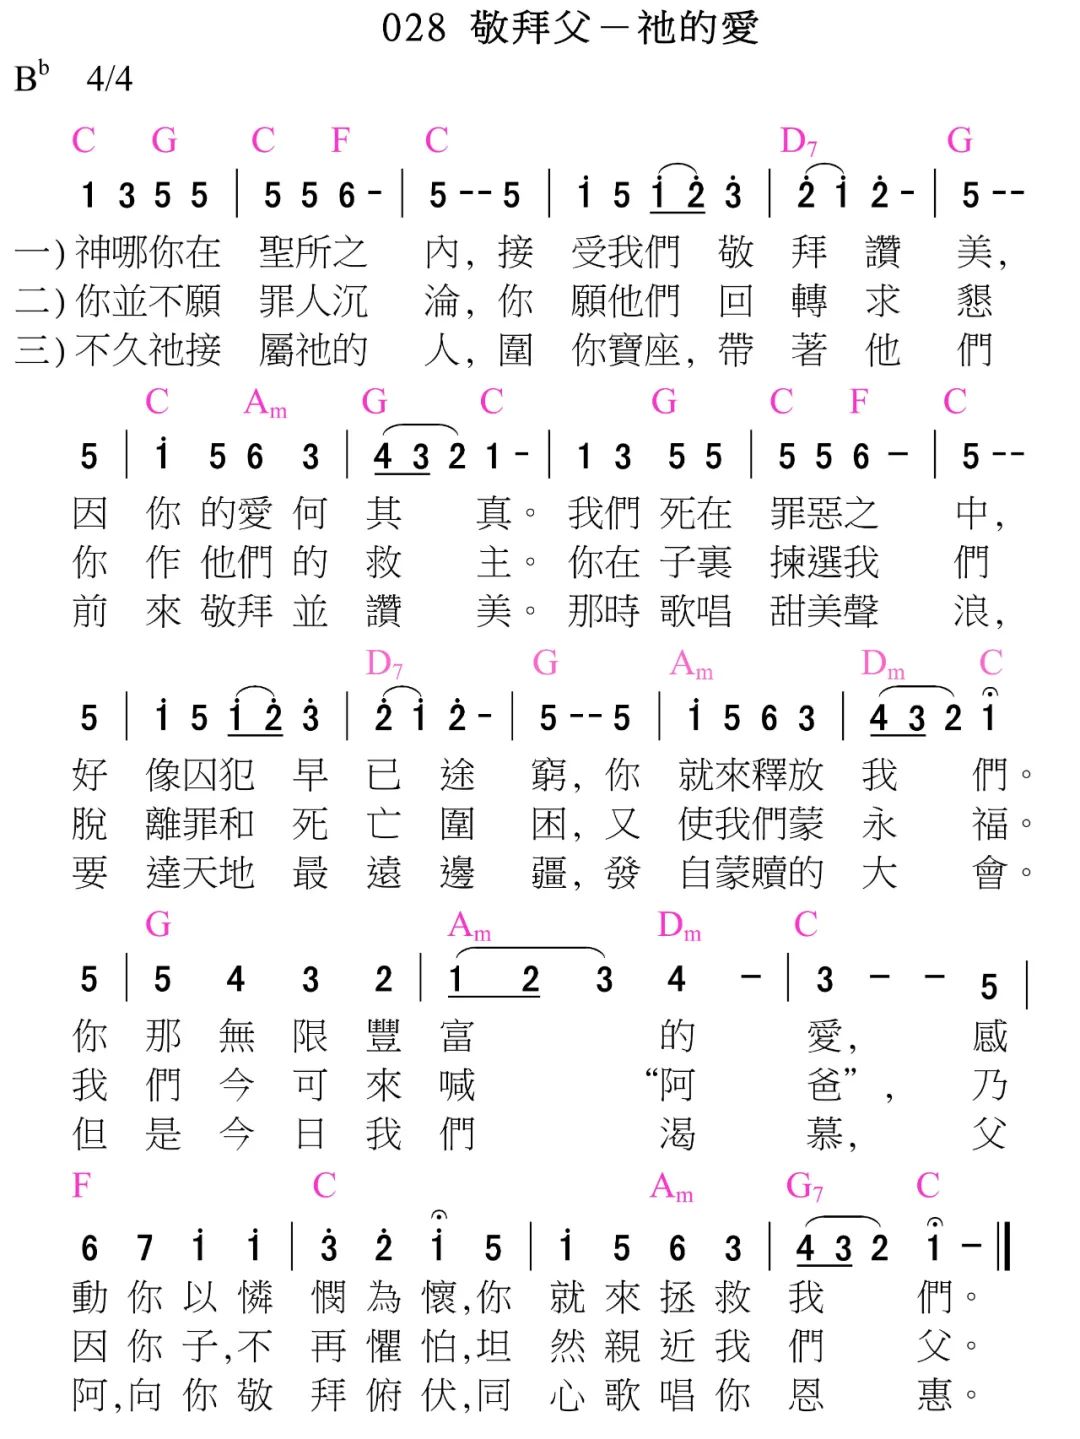 028 敬拜父－祂的愛
B♭ 4/4
C G C F C D7 G
1 3 5 5 | 5 5 6 - | 5 - - 5 | i 5 i 2̇ 3̇ | 2̇ i 2̇ - | 5 - -
一)神哪你在 聖所之 內, 接 受我們 敬 拜 讚 美,
二)你並不願 罪人沉 淪, 你 願他們 回 轉 求 懇
三)不久祂接 屬祂的 人, 圍 你寶座, 帶 著 他 們
C Am G C G C F C
5 | i 5 6 3 | 4 3 2 1 - | 1 3 5 5 | 5 5 6 – | 5 - -
因 你 的愛 何 其 真。 我們 死在 罪惡之 中,
你 作 他們 的 救 主。 你在 子裏 揀選我 們
前 來 敬拜 並 讚 美。 那時 歌唱 甜美聲 浪,
D7 G Am Dm C
5 | i 5 i 2̇ 3̇ | 2̇ i 2̇ - | 5 - - 5 | i 5 6 3 | 4 3 2 i
好 像囚犯 早 已 途 窮, 你 就來釋放 我 們。
脫 離罪和 死 亡 圍 困, 又 使我們蒙 永 福。
要 達天地 最 遠 邊 疆, 發 自蒙贖的 大 會。
G Am Dm C
5 | 5 4 3 2 | 1 2 3 4 – | 3 – – 5 |
你 那 無 限 豐 富 的 愛, 感
我 們 今 可 來 喊 “阿 爸”, 乃
但 是 今 日 我 們 渴 慕, 父
F C Am G7 C
6 7 i i | 3̇ 2̇ i 5 | i 5 6 3 | 4 3 2 i – ‖
動 你 以 憐 憫 為 懷,你 就 來 拯 救 我 們。
因 你 子,不 再 懼 怕,坦 然 親 近 我 們 父。
阿,向 你 敬 拜 俯 伏,同 心 歌 唱 你 恩 惠。